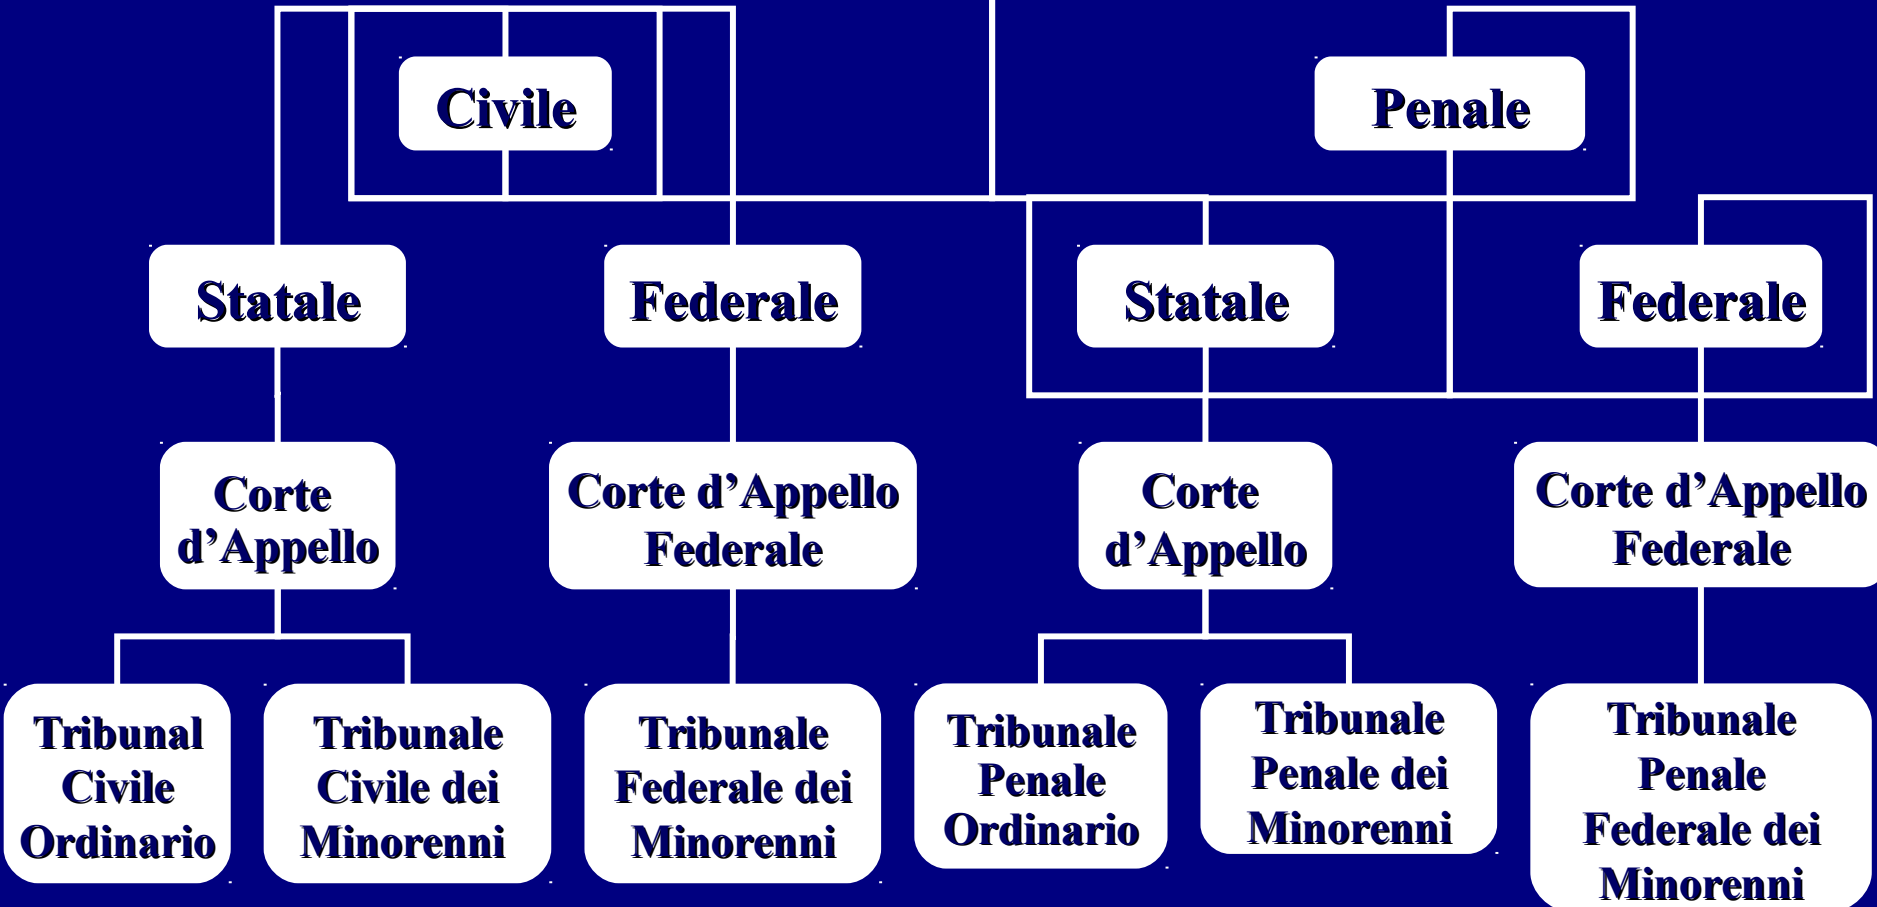 Civile
Penale
Statale
Federale
Statale
Federale
Corte
d’Appello
Corte d’Appello
Federale
Corte
d’Appello
Corte d’Appello
Federale
Tribunal
Civile
Ordinario
Tribunale
Civile dei
Minorenni
Tribunale
Federale dei
Minorenni
Tribunale
Penale
Ordinario
Tribunale
Penale dei
Minorenni
Tribunale
Penale
Federale dei
Minorenni